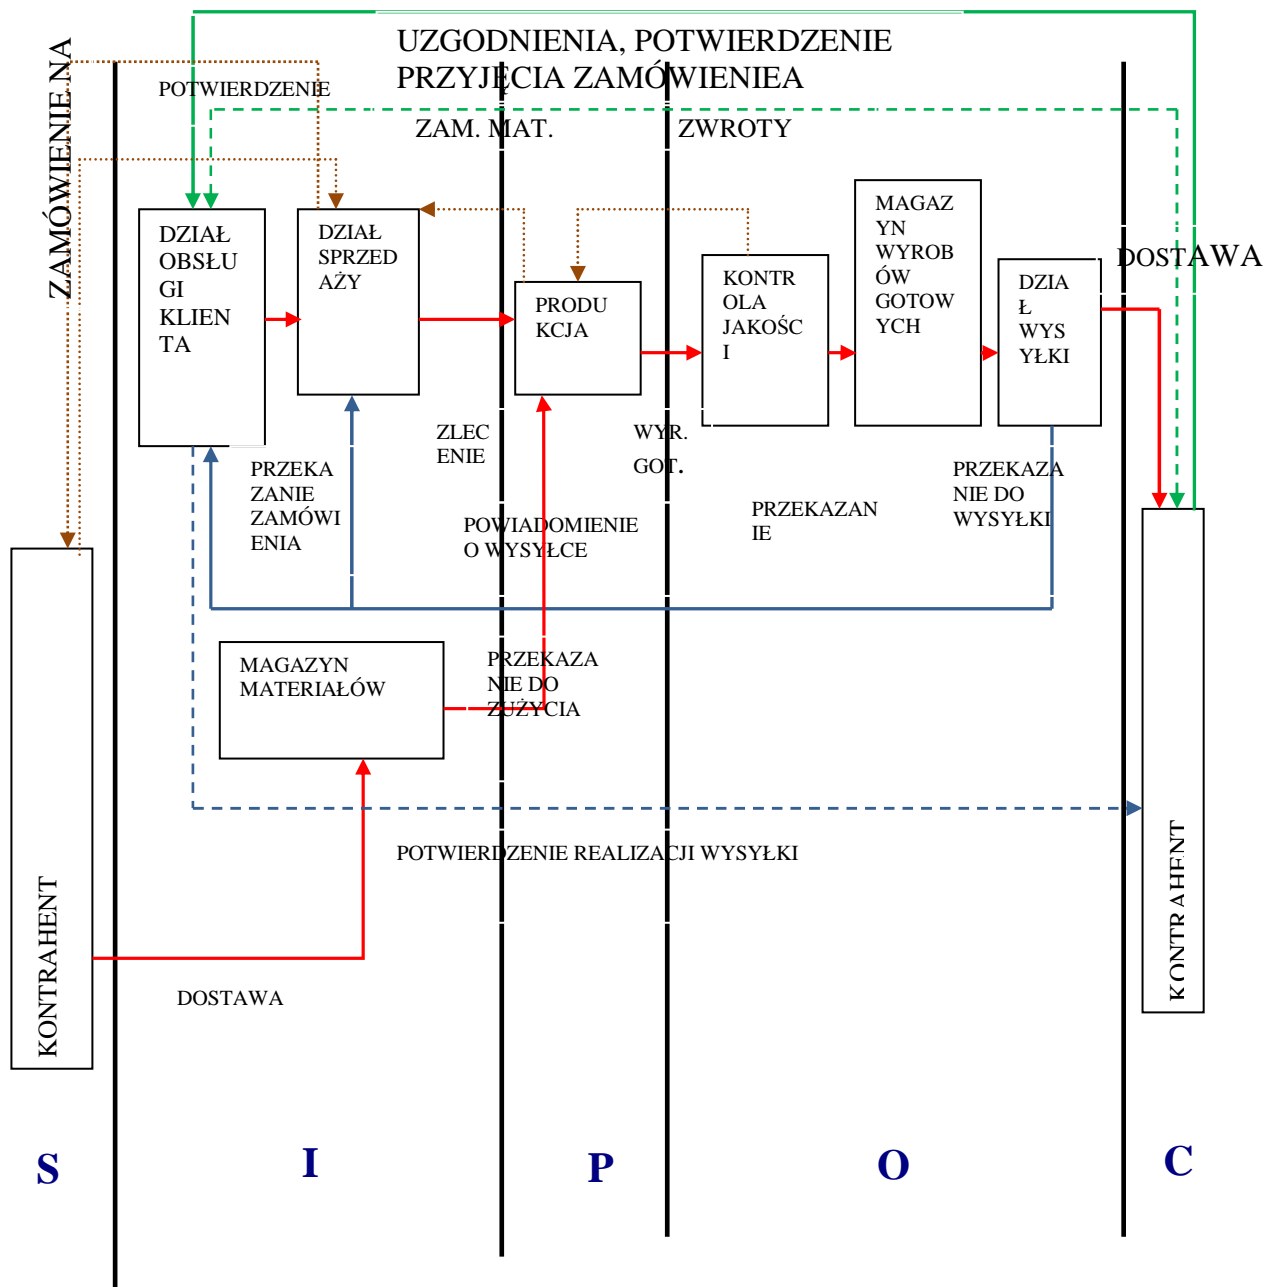 UZGODNIENIA, POTWIERDZENIE
PRZYJĘCIA ZAMÓWIENIEA
ZAMÓWIENIE NA
POTWIERDZENIE
ZAM. MAT.
ZWROTY
DZIAŁ
OBSŁU
GI
KLIEN
TA
DZIAŁ
SPRZED
AŻY
PRODU
KCJA
KONTR
OLA
JAKOŚC
I
MAGAZ
YN
WYROB
ÓW
GOTOW
YCH
DZIA
Ł
WYS
YŁKI
DOSTAWA
PRZEKA
ZANIE
ZAMÓWI
ENIA
ZLEC
ENIE
WYR.
GOT.
PRZEKAZAN
IE
PRZEKAZA
NIE DO
WYSYŁKI
POWIADOMIENIE
O WYSYŁCE
MAGAZYN
MATERIAŁÓW
PRZEKAZA
NIE DO
ZUŻYCIA
POTWIERDZENIE REALIZACJI WYSYŁKI
KONTRAHENT
KONTRAHENT
DOSTAWA
S
I
P
O
C